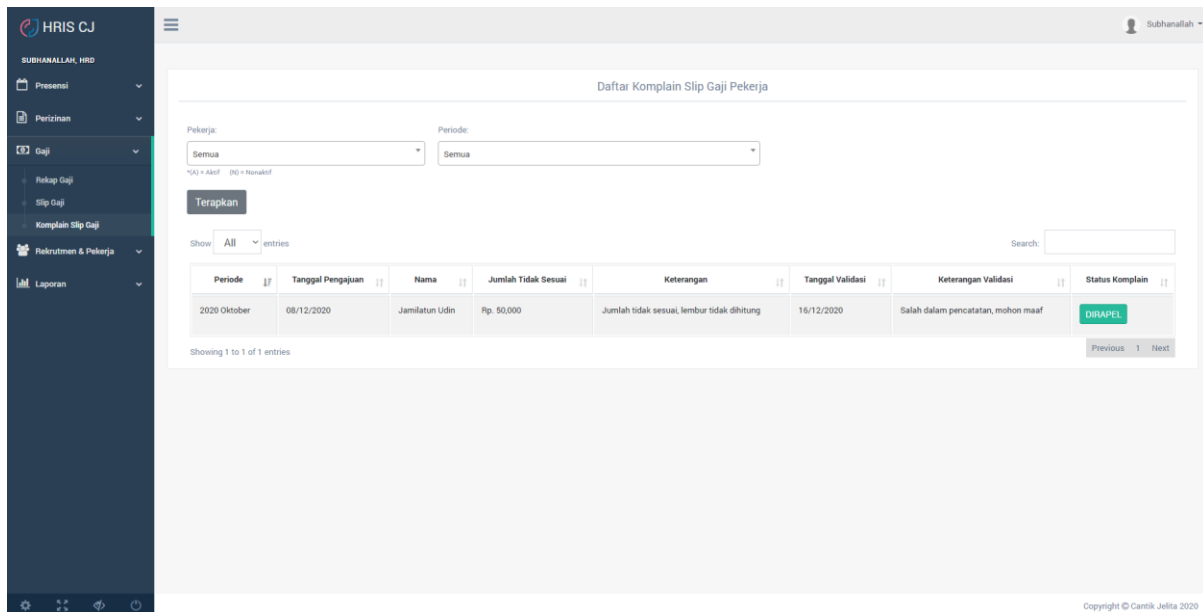 HRIS CJ
Subhanallah
SUBHANALLAH, HRD
Presensi
Perizinan
Gaji
Rekap Gaji
Slip Gaji
Komplain Slip Gaji
Rekrutmen & Pekerja
Laporan
Daftar Komplain Slip Gaji Pekerja
Pekerja: Periode:
Semua Semua
*(A) = Aktif (N) = Nonaktif
Terapkan
Show All entries Search:
Periode Tanggal Pengajuan Nama Jumlah Tidak Sesuai Keterangan Tanggal Validasi Keterangan Validasi Status Komplain
2020 Oktober 08/12/2020 Jamilatun Udin Rp. 50,000 Jumlah tidak sesuai, lembur tidak dihitung 16/12/2020 Salah dalam pencatatan, mohon maaf DIRAPEL
Showing 1 to 1 of 1 entries Previous 1 Next
Copyright © Cantik Jelita 2020